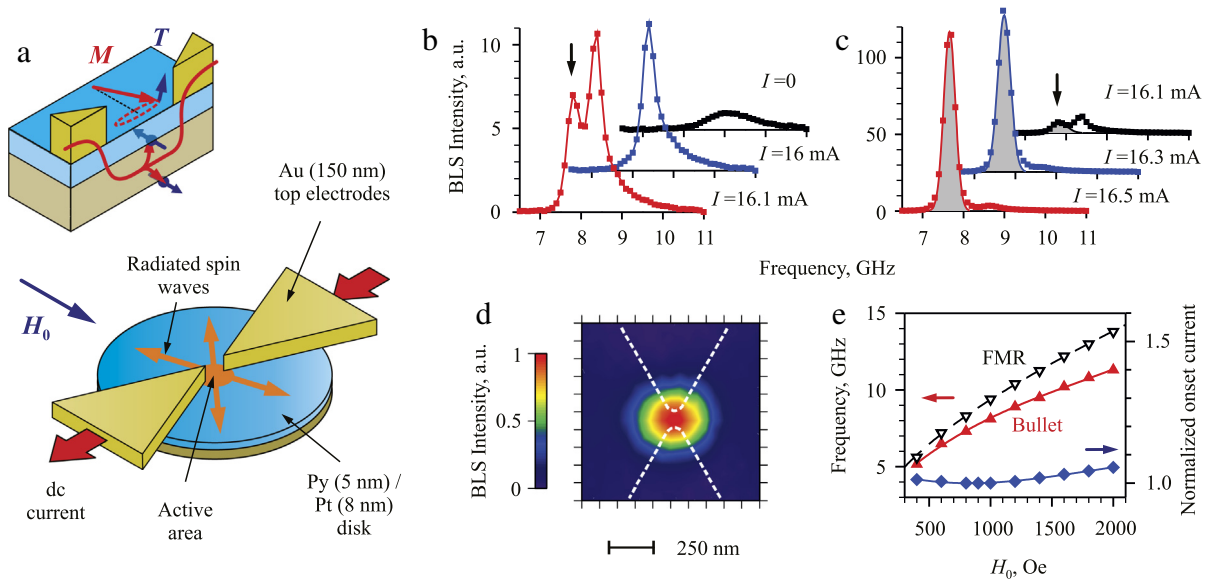 a
M
T
Au (150 nm)
top electrodes
Radiated spin
waves
H0
dc
current
Active
area
Py (5 nm) /
Pt (8 nm)
disk
b
BLS Intensity, a.u.
10
5
0
I =0
I =16 mA
I =16.1 mA
7
8
9
10
11
c
100
50
0
I =16.1 mA
I =16.3 mA
I =16.5 mA
7
8
9
10
11
Frequency, GHz
d
BLS Intensity, a.u.
1
0.5
0
250 nm
e
Frequency, GHz
15
10
5
FMR
Bullet
1.5
1.0
Normalized onset current
500
1000
1500
2000
H0, Oe